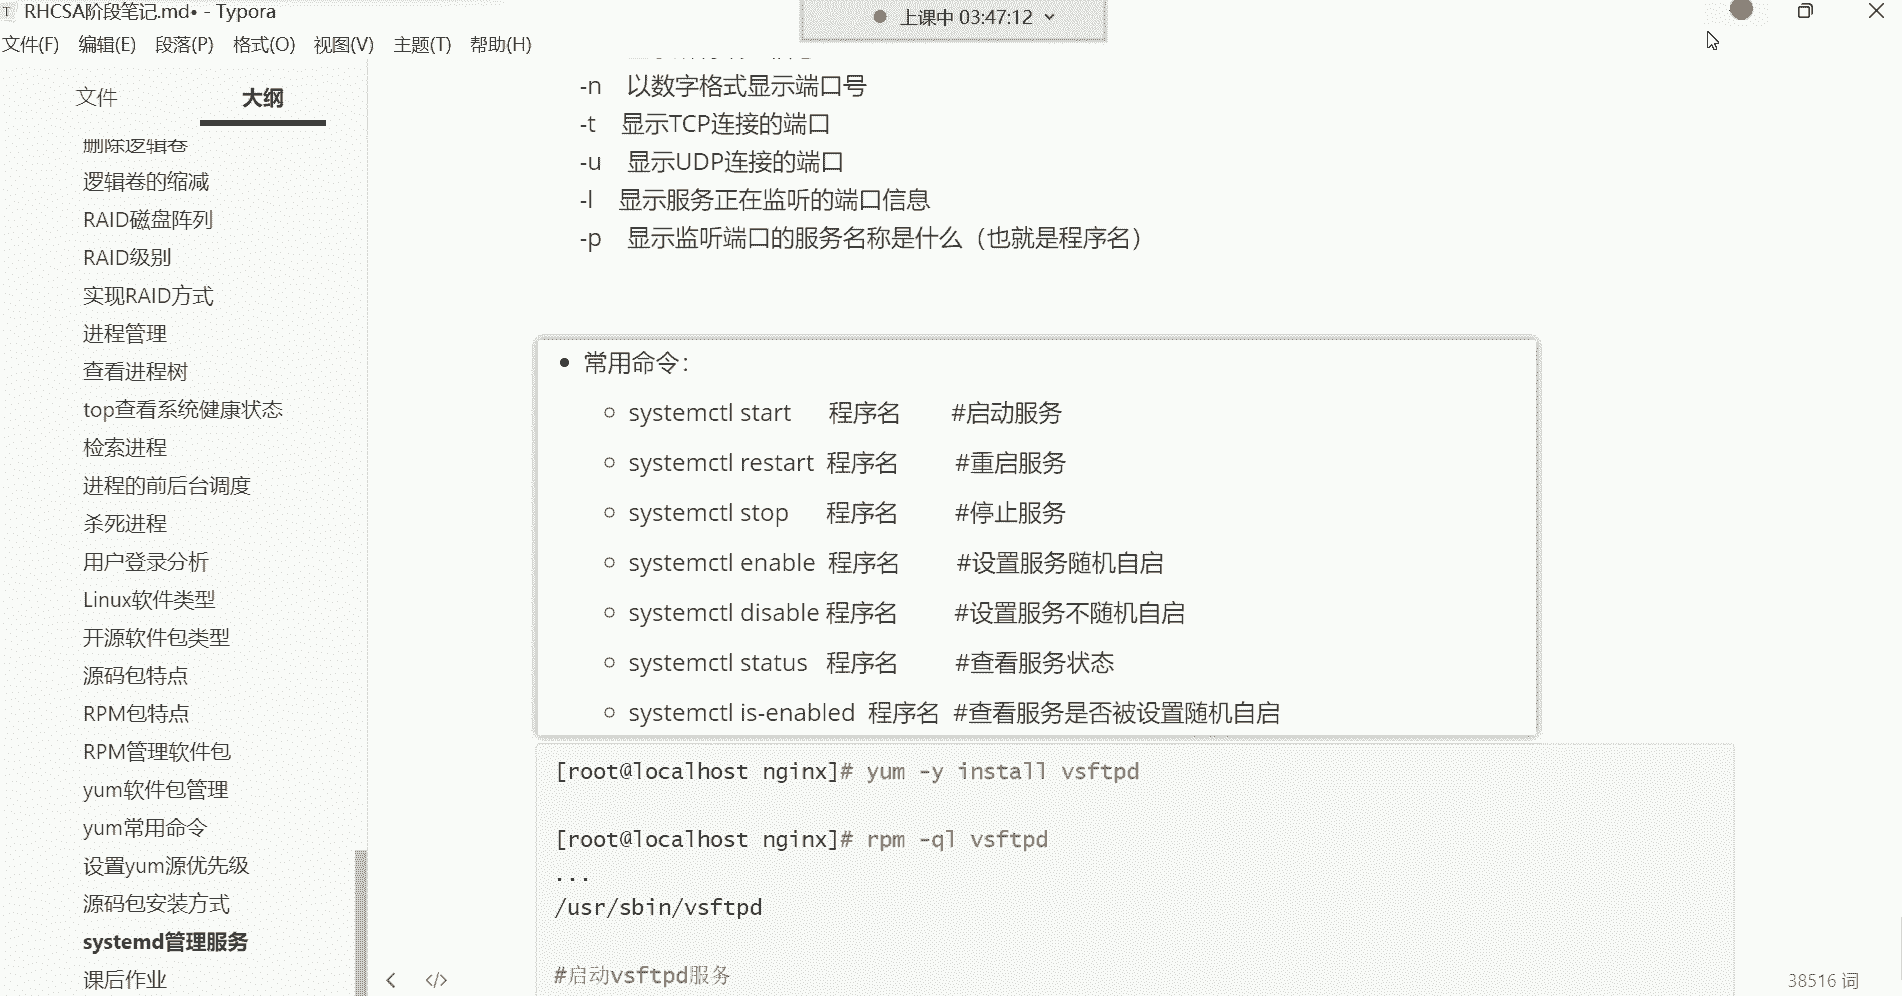 RHCSA阶段笔记.md• - Typora
上课中 03:47:12
文件(F) 编辑(E) 段落(P) 格式(O) 视图(V) 主题(T) 帮助(H)
文件 大纲
删除逻辑卷
逻辑卷的缩减
RAID磁盘阵列
RAID级别
实现RAID方式
进程管理
查看进程树
top查看系统健康状态
检索进程
进程的前后台调度
杀死进程
用户登录分析
Linux软件类型
开源软件包类型
源码包特点
RPM包特点
RPM管理软件包
yum软件包管理
yum常用命令
设置yum源优先级
源码包安装方式
systemd管理服务
课后作业
-n 以数字格式显示端口号
-t 显示TCP连接的端口
-u 显示UDP连接的端口
-l 显示服务正在监听的端口信息
-p 显示监听端口的服务名称是什么（也就是程序名）
常用命令：
systemctl start 程序名 #启动服务
systemctl restart 程序名 #重启服务
systemctl stop 程序名 #停止服务
systemctl enable 程序名 #设置服务随机自启
systemctl disable 程序名 #设置服务不随机自启
systemctl status 程序名 #查看服务状态
systemctl is-enabled 程序名 #查看服务是否被设置随机自启
[root@localhost nginx]# yum -y install vsftpd
[root@localhost nginx]# rpm -ql vsftpd
...
/usr/sbin/vsftpd
#启动vsftpd服务
38516 词